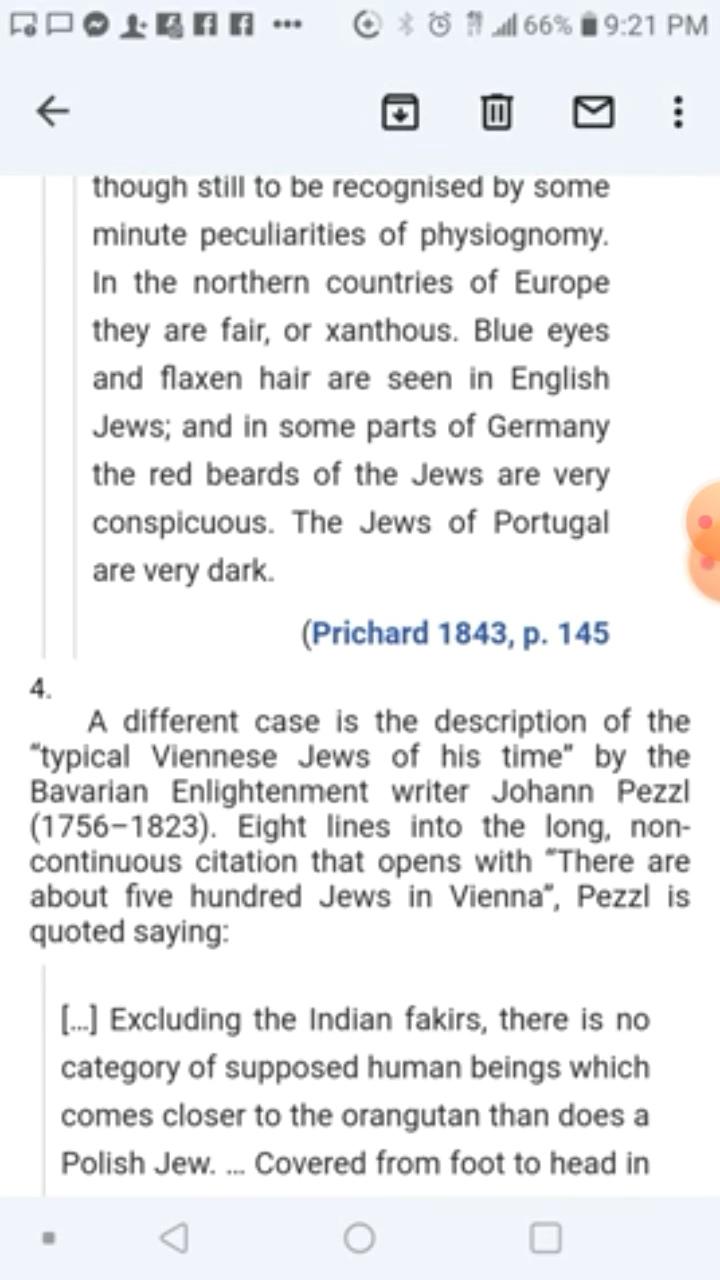 66% 9:21 PM
though still to be recognised by some
minute peculiarities of physiognomy.
In the northern countries of Europe
they are fair, or xanthous. Blue eyes
and flaxen hair are seen in English
Jews; and in some parts of Germany
the red beards of the Jews are very
conspicuous. The Jews of Portugal
are very dark.
(Prichard 1843, p. 145
4.
A different case is the description of the
“typical Viennese Jews of his time” by the
Bavarian Enlightenment writer Johann Pezzl
(1756–1823). Eight lines into the long, non-
continuous citation that opens with “There are
about five hundred Jews in Vienna”, Pezzl is
quoted saying:
[…] Excluding the Indian fakirs, there is no
category of supposed human beings which
comes closer to the orangutan than does a
Polish Jew. … Covered from foot to head in